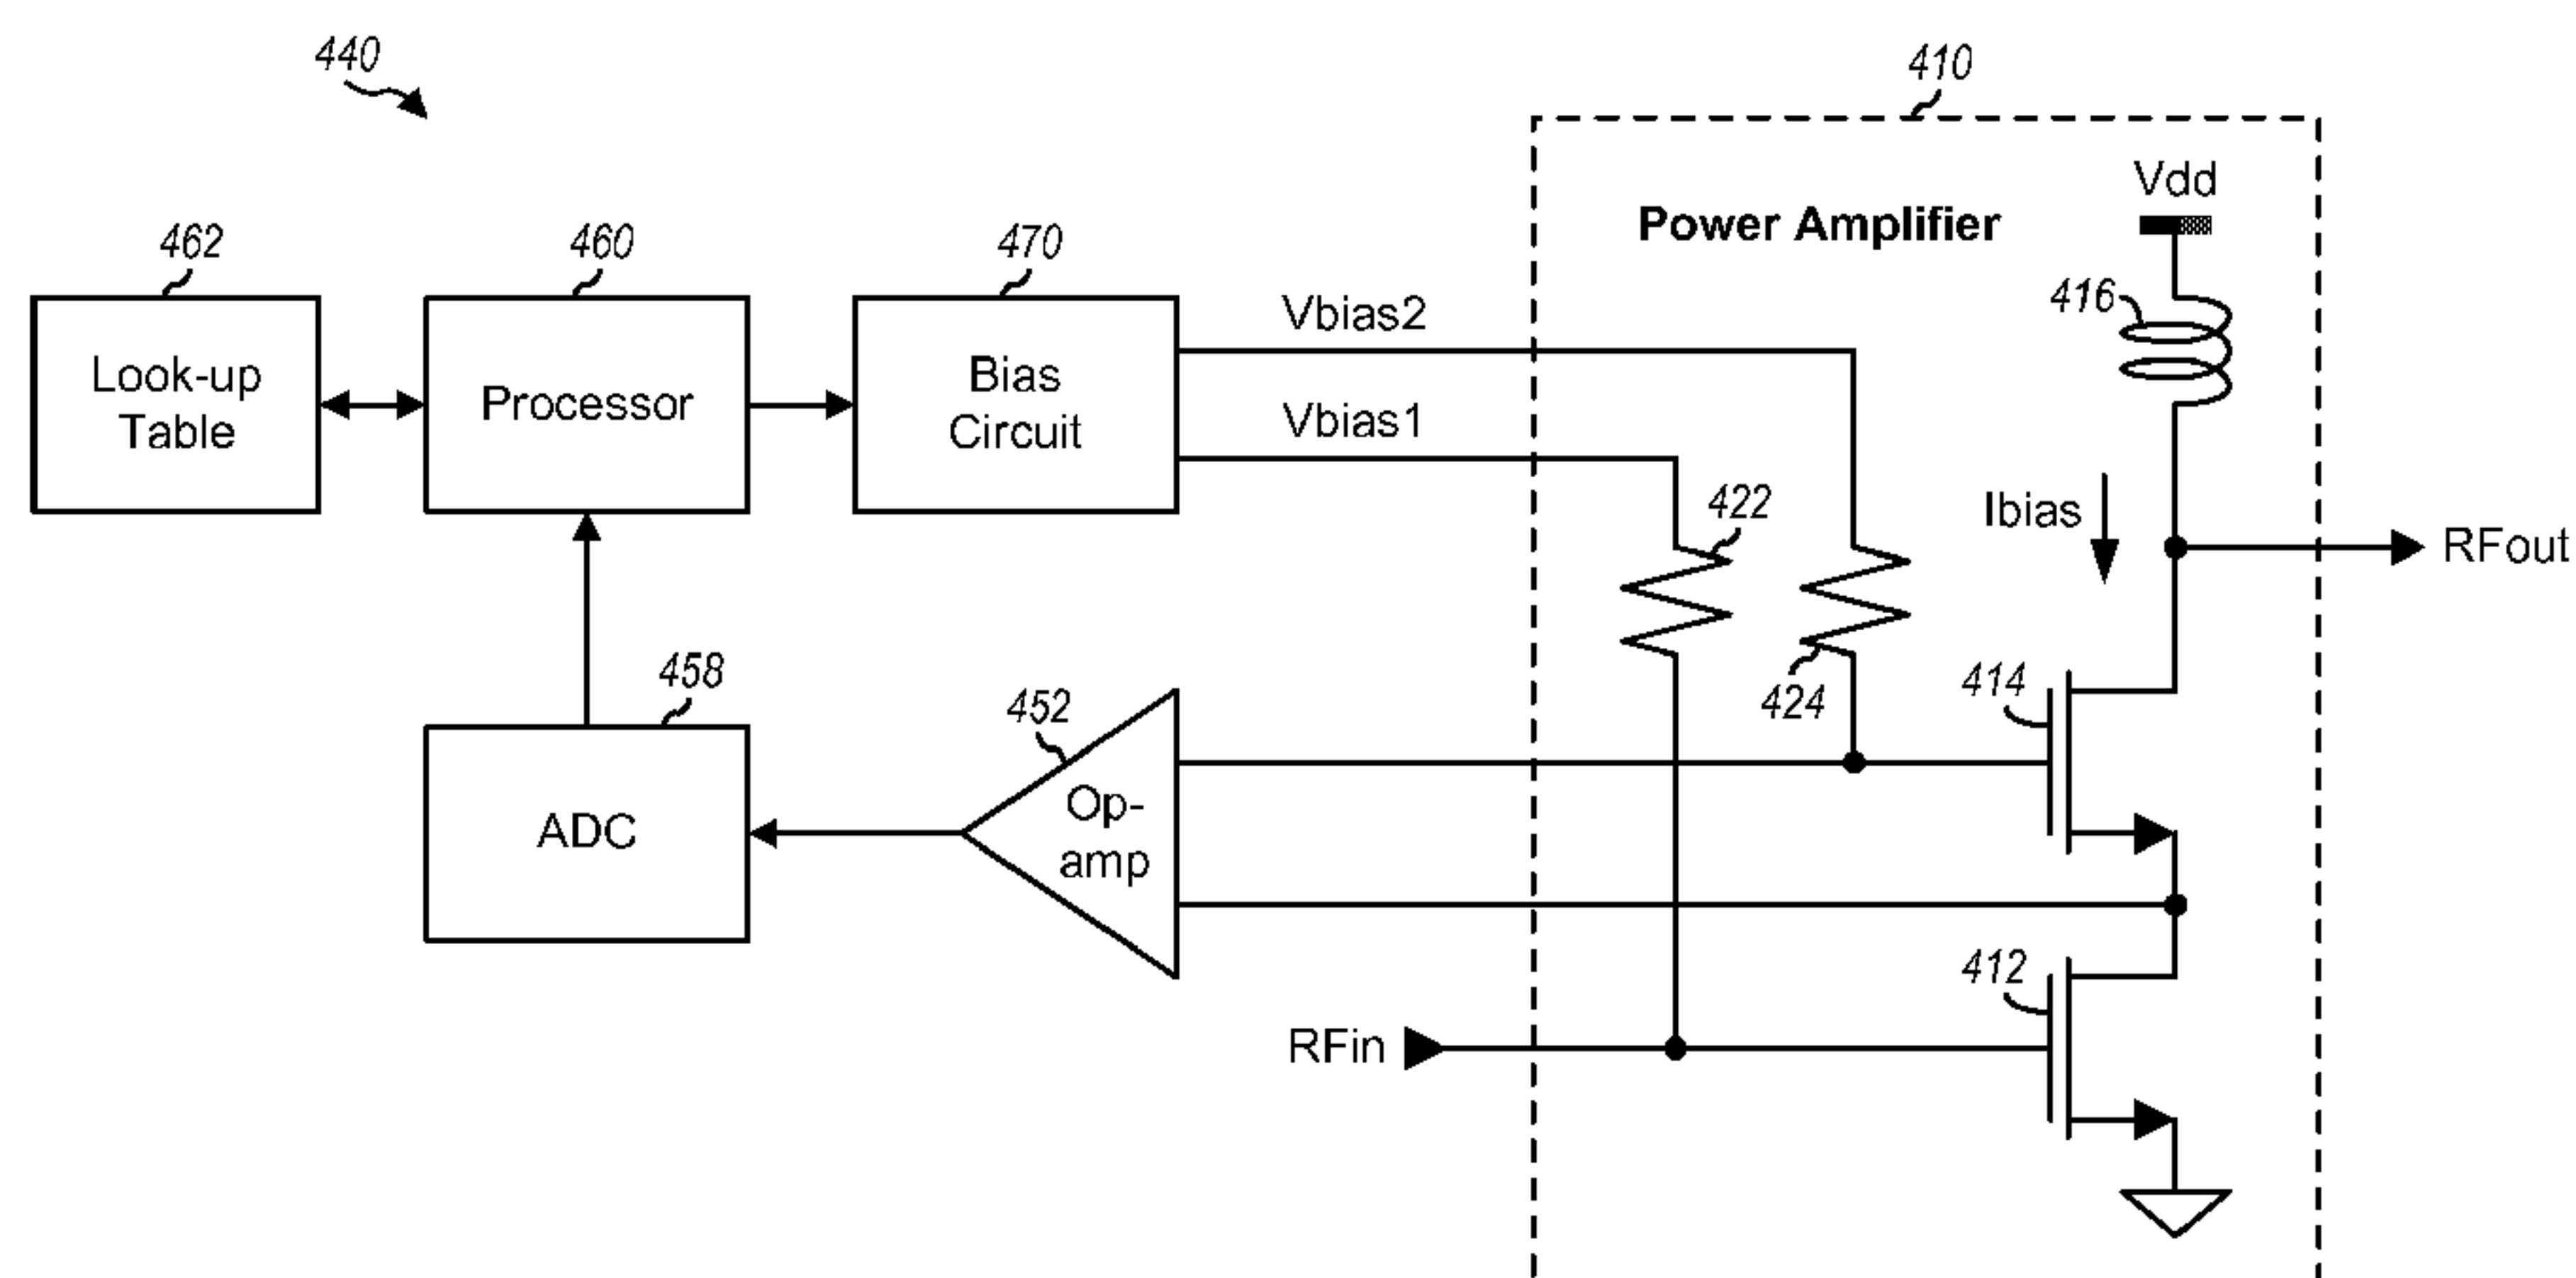 440
410
Vdd
Power Amplifier
462
460
470
416
Look-up
Table
Processor
Bias
Circuit
Vbias2
Vbias1
422
Ibias
RFout
458
452
424
414
ADC
Op-
amp
412
RFin